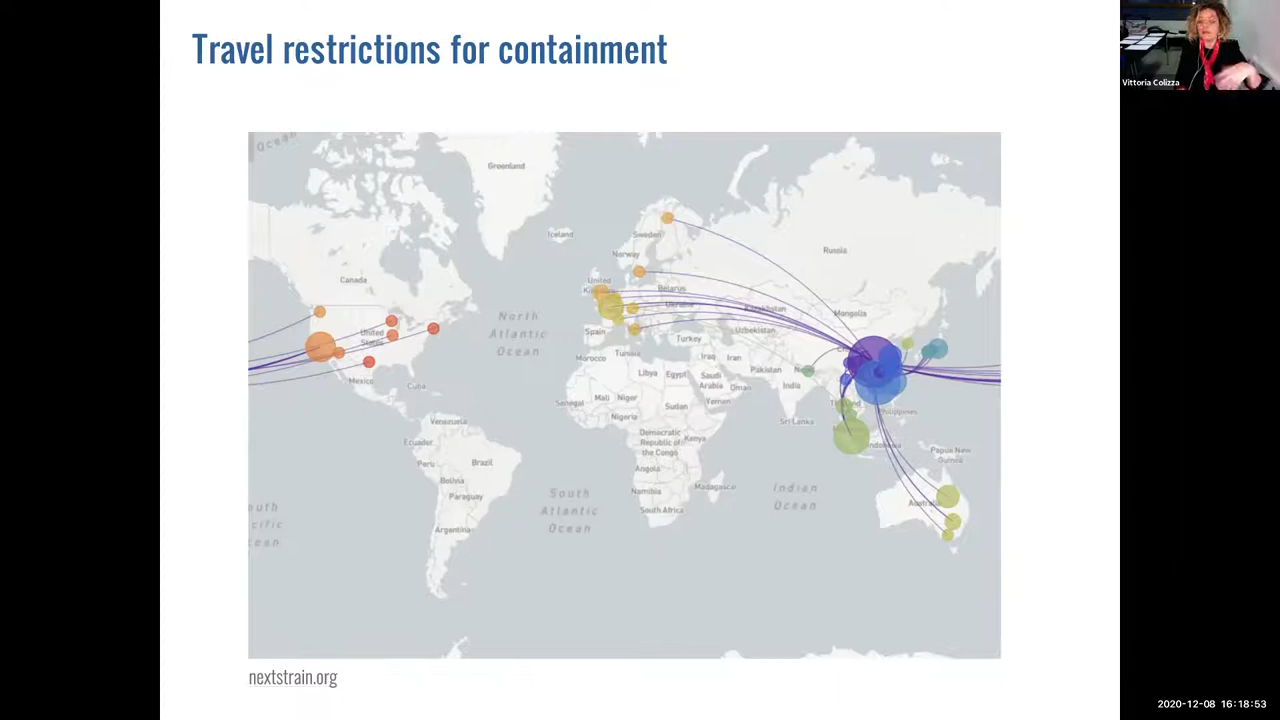 Travel restrictions for containment
Vittoria Colizza
Ocean
Greenland
Iceland
Sweden
Russia
Norway
Canada
United
Belarus
Ukraine
Kazakhstan
Mongolia
North
Atlantic
Ocean
United
States
Spain
Turkey
Uzbekistan
Morocco
Tunisia
Iraq
Iran
Pakistan
Mexico
Cuba
Libya
Egypt
Saudi
Arabia
Oman
India
Mali
Niger
Senegal
Sudan
Yemen
Nigeria
Philippines
Venezuela
Sri Lanka
Ecuador
Democratic
Republic of
the Congo
Kenya
Indonesia
Papua New
Guinea
Peru
Brazil
Angola
Bolivia
Namibia
Madagascar
South
Atlantic
Ocean
Indian
Ocean
Paraguay
South Africa
Australia
Argentina
nextstrain.org
2020-12-08 16:18:53